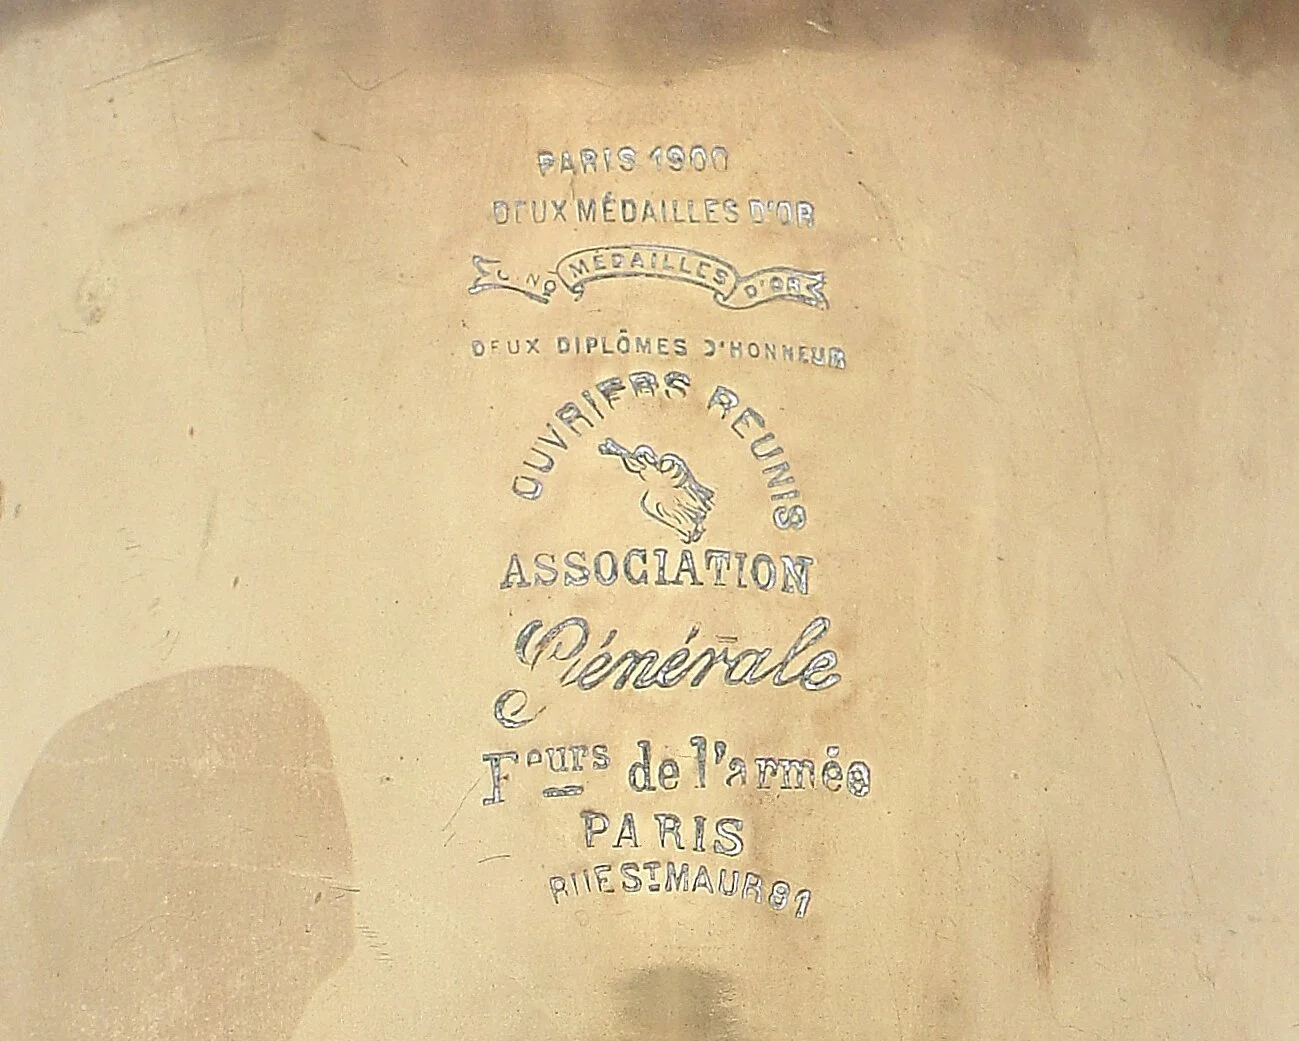 PARIS 1900
DEUX MÉDAILLES D'OR
CINQ MÉDAILLES D'OR
DEUX DIPLÔMES D'HONNEUR
OUVRIERS REUNIS
ASSOCIATION
Générale
Feurs de l'armée
PARIS
RUE ST MAUR 81